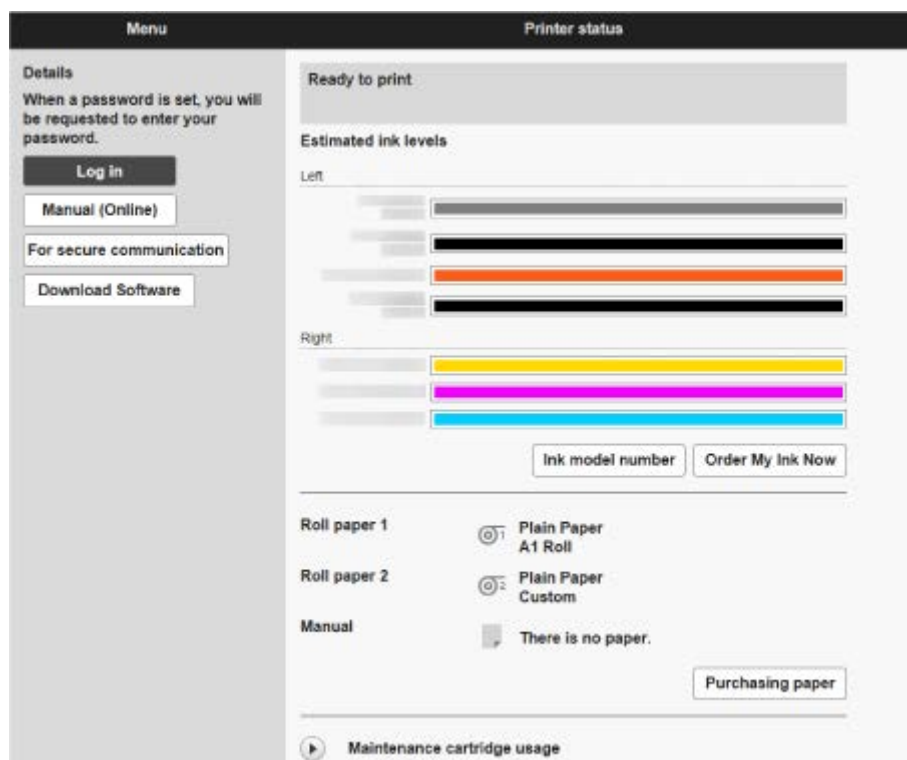 Menu
Printer status
Details
When a password is set, you will
be requested to enter your
password.
Log in
Manual (Online)
For secure communication
Download Software
Ready to print
Estimated ink levels
Left
Right
Ink model number
Order My Ink Now
Roll paper 1
1
Plain Paper
A1 Roll
Roll paper 2
2
Plain Paper
Custom
Manual
There is no paper.
Purchasing paper
Maintenance cartridge usage